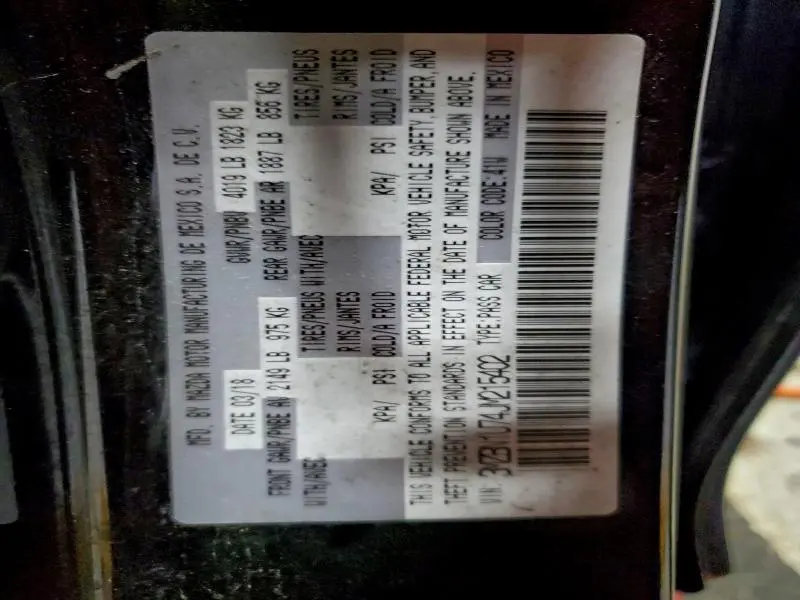 MFD. BY MAZDA MOTOR MANUFACTURING DE MEXICO S.A. DE C.V.
DATE 03/18 GUWR/PNBV 4019 LB 1823 KG
FRONT GAWR/PNBE AV 2149 LB 975 KG REAR GAWR/PNBE AR 1887 LB 856 KG
WITH/AVEC TIRES/PNEUS WITH/AVEC TIRES/PNEUS
RIMS/JANTES RIMS/JANTES
KPA/ PSI COLD/A FROID KPA/ PSI COLD/A FROID
THIS VEHICLE CONFORMS TO ALL APPLICABLE FEDERAL MOTOR VEHICLE SAFETY, BUMPER, AND
THEFT PREVENTION STANDARDS IN EFFECT ON THE DATE OF MANUFACTURE SHOWN ABOVE.
VIN: TYPE:PASS CAR COLOR CODE:41W MADE IN MEXICO